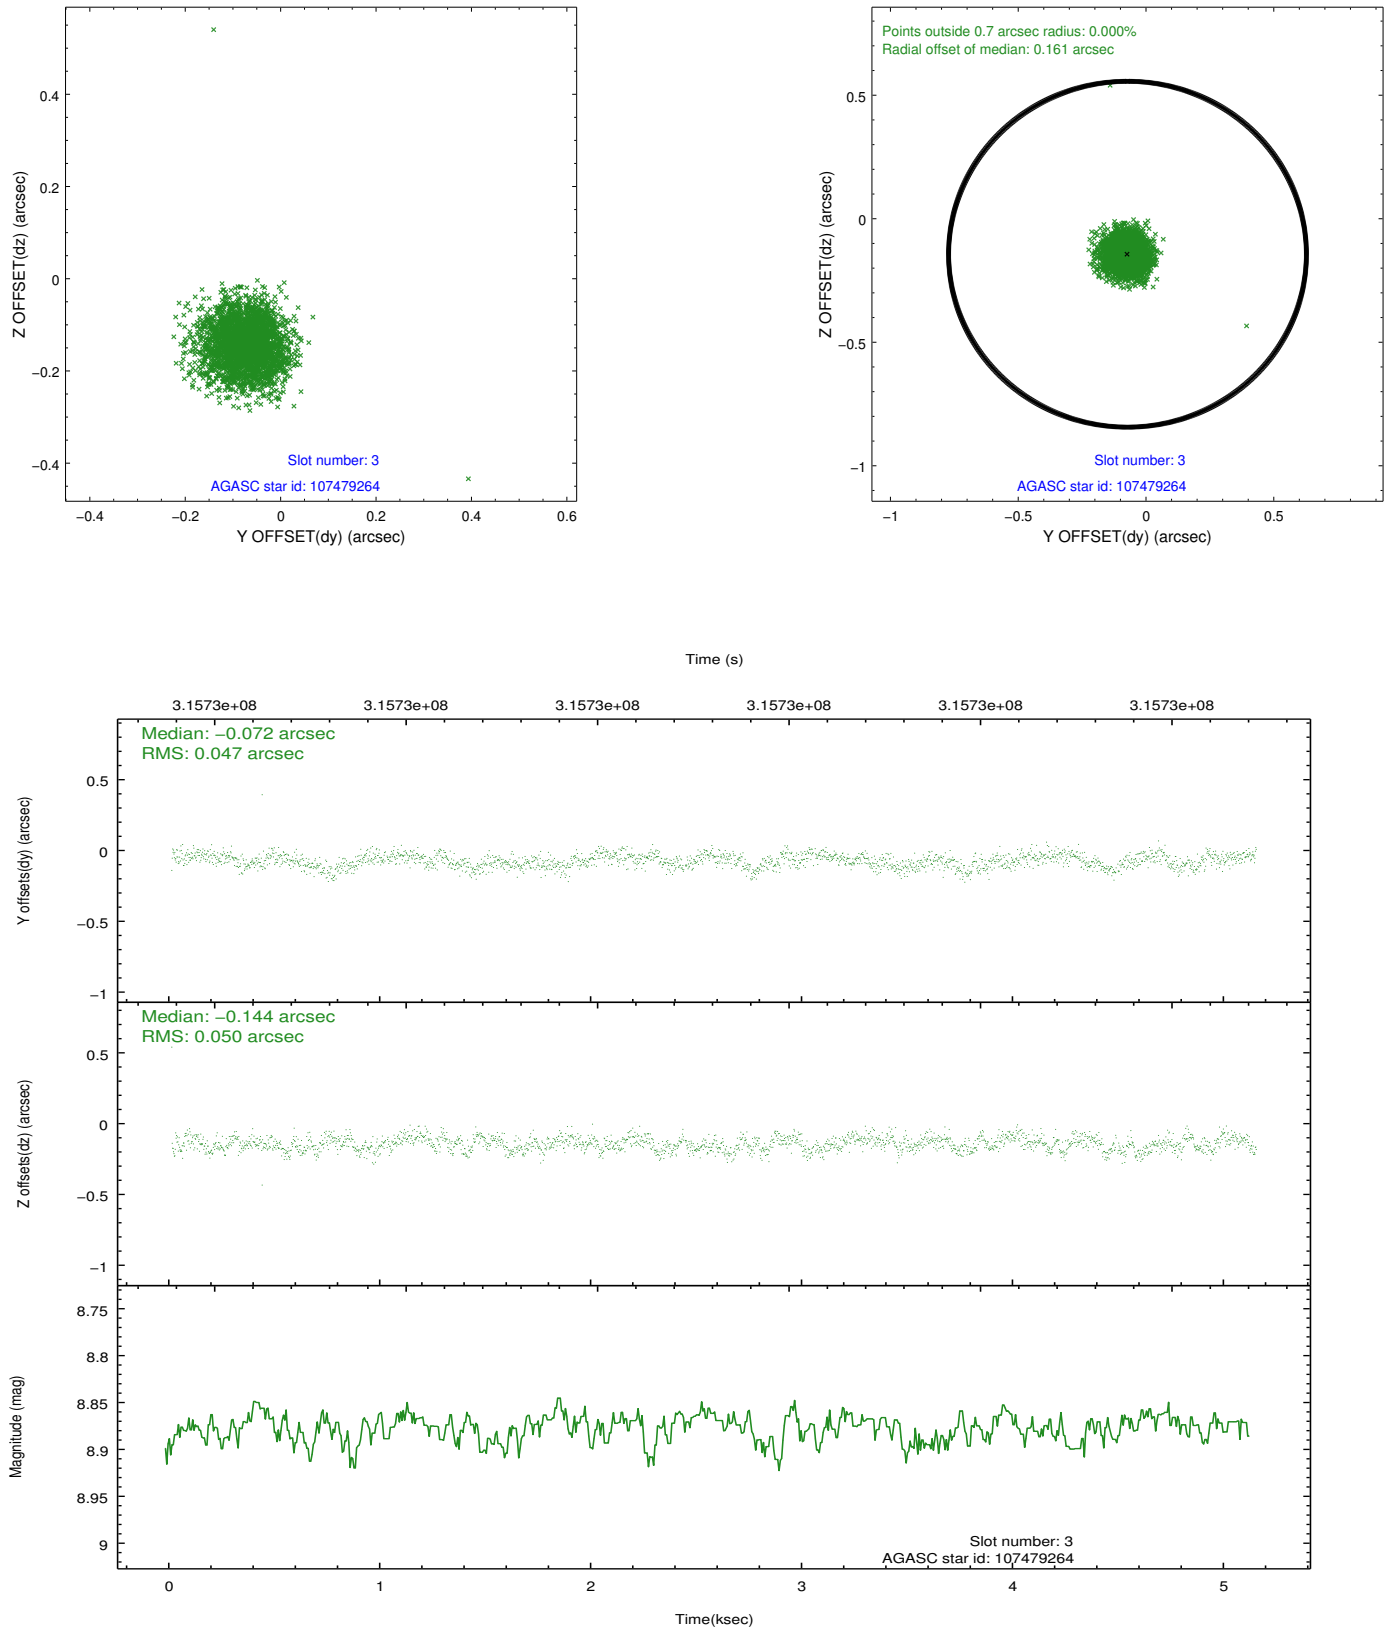 0.4
0.2
0
−0.2
−0.4
Z OFFSET(dz) (arcsec)
Slot number: 3
AGASC star id: 107479264
−0.4 −0.2 0 0.2 0.4 0.6
Y OFFSET(dy) (arcsec)
Points outside 0.7 arcsec radius: 0.000%
Radial offset of median: 0.161 arcsec
0.5
0
−0.5
−1
Z OFFSET(dz) (arcsec)
Slot number: 3
AGASC star id: 107479264
−1 −0.5 0 0.5
Y OFFSET(dy) (arcsec)
Time (s)
3.1573e+08 3.1573e+08 3.1573e+08 3.1573e+08 3.1573e+08 3.1573e+08
Median: −0.072 arcsec
RMS: 0.047 arcsec
0.5
0
−0.5
−1
Y offsets(dy) (arcsec)
Median: −0.144 arcsec
RMS: 0.050 arcsec
0.5
0
−0.5
−1
Z offsets(dz) (arcsec)
8.75
8.8
8.85
8.9
8.95
9
Magnitude (mag)
Slot number: 3
AGASC star id: 107479264
0 1 2 3 4 5
Time(ksec)